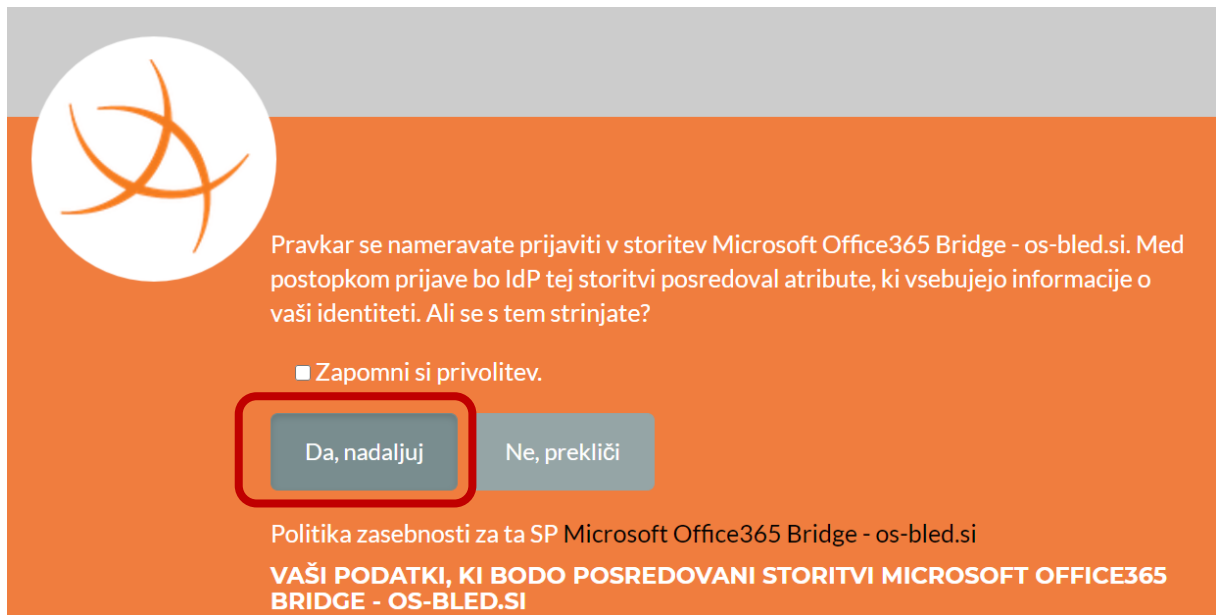 Pravkar se nameravate prijaviti v storitev Microsoft Office365 Bridge - os-bled.si. Med
postopkom prijave bo IdP tej storitvi posredoval atribute, ki vsebujejo informacije o
vaši identiteti. Ali se s tem strinjate?
Zapomni si privolitev.
Da, nadaljuj Ne, prekliči
Politika zasebnosti za ta SP Microsoft Office365 Bridge - os-bled.si
VAŠI PODATKI, KI BODO POSREDOVANI STORITVI MICROSOFT OFFICE365
BRIDGE - OS-BLED.SI